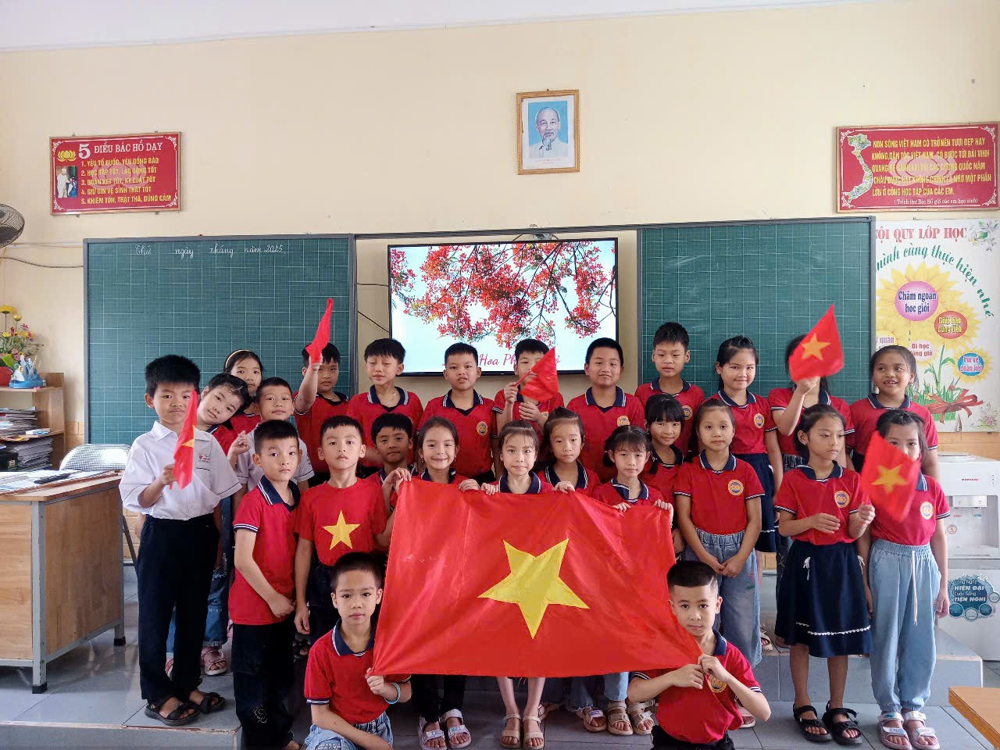 5 ĐIỀU BÁC HỒ DẠY
1. YÊU TỔ QUỐC, YÊU ĐỒNG BÀO
2. HỌC TẬP TỐT, LAO ĐỘNG TỐT
3. ĐOÀN KẾT TỐT, KỶ LUẬT TỐT
4. GIỮ GÌN VỆ SINH THẬT TỐT
5. KHIÊM TỐN, THẬT THÀ, DŨNG CẢM
NON SÔNG VIỆT NAM CÓ TRỞ NÊN TƯƠI ĐẸP HAY
KHÔNG, DÂN TỘC VIỆT NAM CÓ BƯỚC TỚI ĐÀI VINH
QUANG ĐỂ SÁNH VAI VỚI CÁC CƯỜNG QUỐC NĂM
CHÂU ĐƯỢC HAY KHÔNG CHÍNH LÀ NHỜ MỘT PHẦN
LỚN Ở CÔNG HỌC TẬP CỦA CÁC EM.
(Trích thư Bác Hồ gửi các em học sinh)
Thứ ngày tháng năm 2025
Hoa Ph
NỘI QUY LỚP HỌC
mình cùng thực hiện nhé
Chăm ngoan
học giỏi
Giúp bạn
cùng tiến
Đi học
đúng giờ
Vui vẻ
đoàn kết
HIỆN ĐẠI
Cuộc Sống
TIỆN NGHI